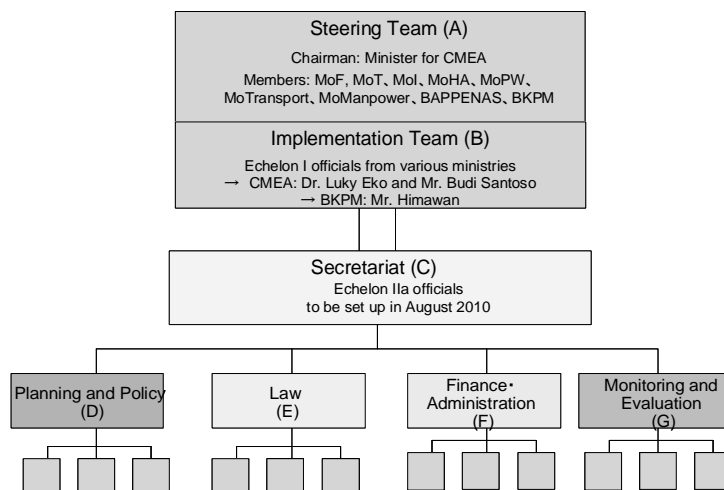 Steering Team (A)
Chairman: Minister for CMEA
Members: MoF, MoT、MoI、MoHA、MoPW、
MoTransport、MoManpower、BAPPENAS、BKPM
Implementation Team (B)
Echelon I officials from various ministries
→ CMEA: Dr. Luky Eko and Mr. Budi Santoso
→ BKPM: Mr. Himawan
Secretariat (C)
Echelon IIa officials
to be set up in August 2010
Planning and Policy
(D)
Law
(E)
Finance・
Administration
(F)
Monitoring and
Evaluation
(G)